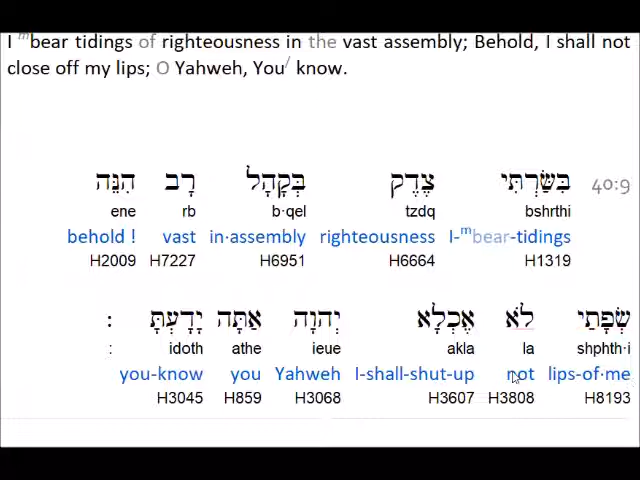 I ᵐbear tidings of righteousness in the vast assembly; Behold, I shall not
close off my lips; O Yahweh, You/ know.
40:9 בִּשַּׂרְתִּי צֶדֶק בְּקָהָל רָב הִנֵּה
ene rb b·qel tzdq bshrthi
behold ! vast in·assembly righteousness I-ᵐbear-tidings
H2009 H7227 H6951 H6664 H1319
שְׂפָתַי לֹא אֶכְלָא יְהוָה אַתָּה יָדָעְתָּ :
: idoth athe ieue akla la shphth·i
you-know you Yahweh I-shall-shut-up not lips-of·me
H3045 H859 H3068 H3607 H3808 H8193